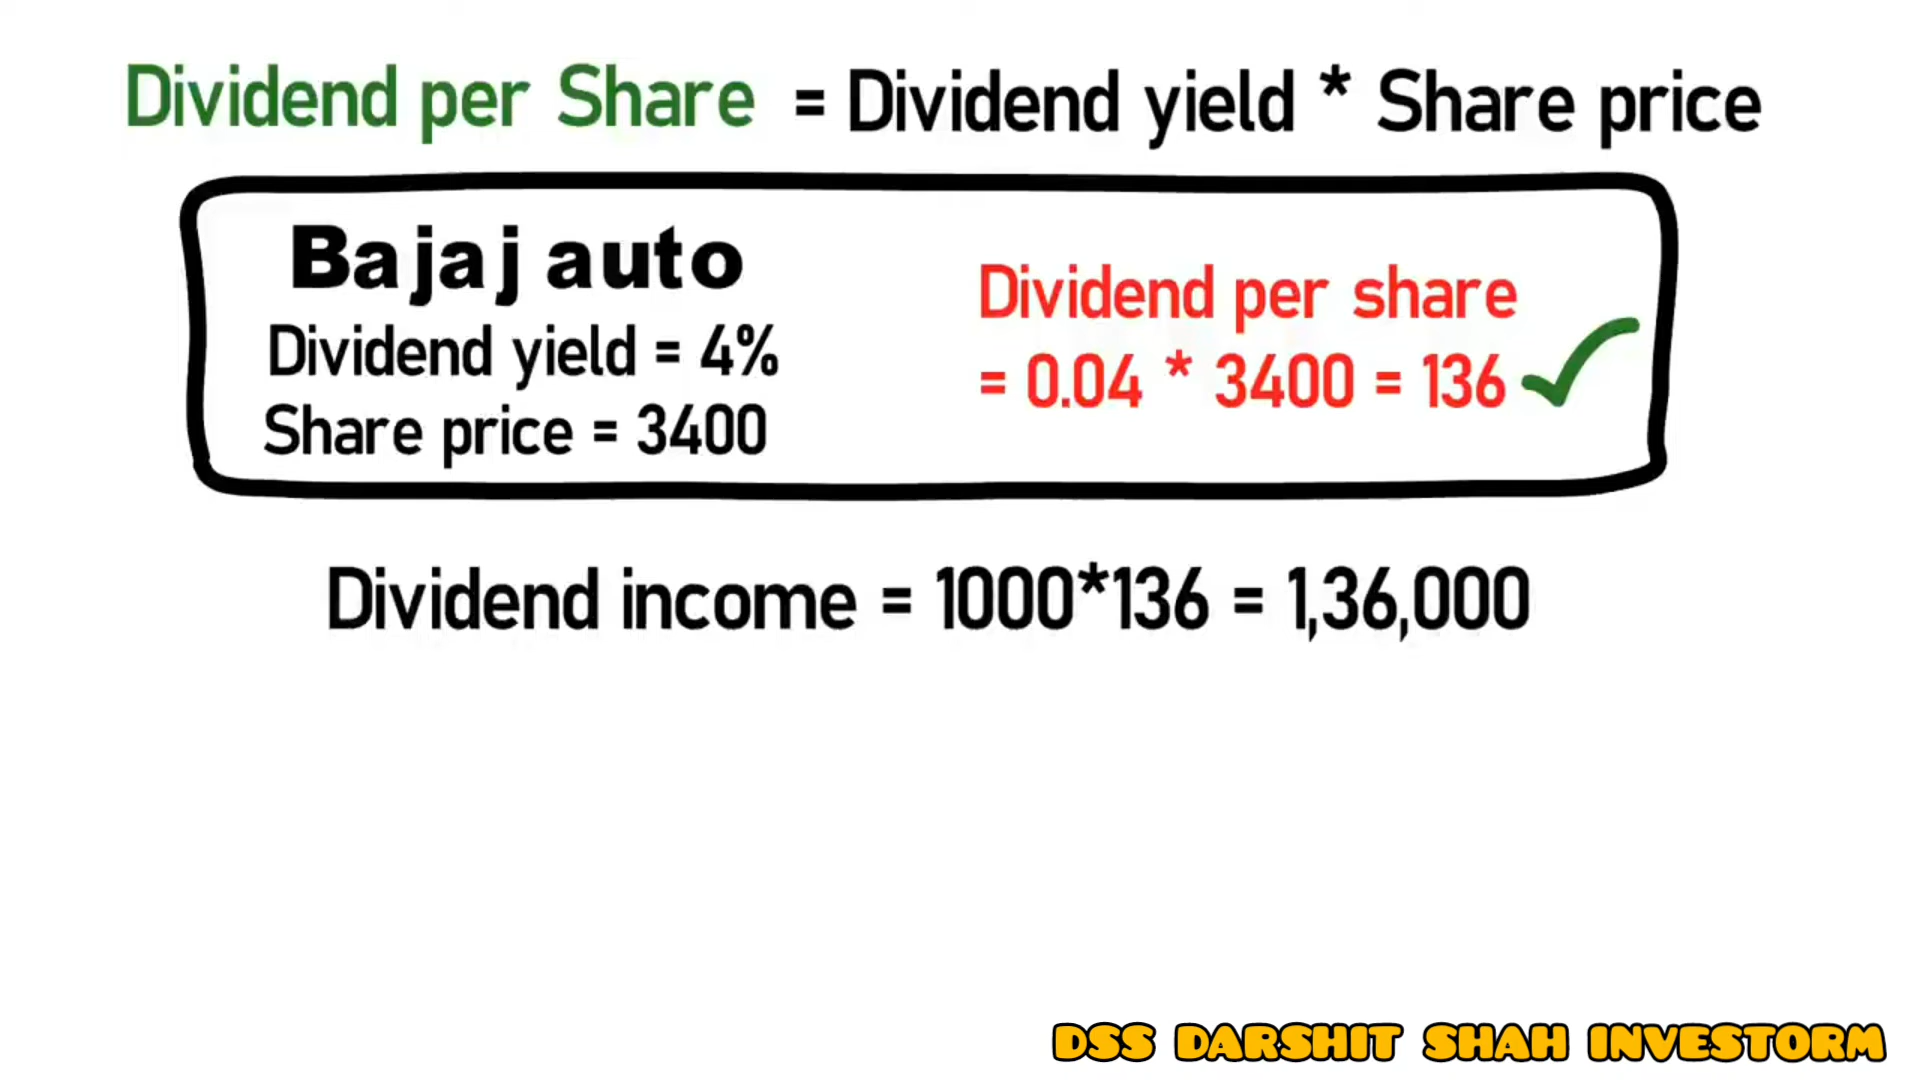 Dividend per Share = Dividend yield * Share price
Bajaj auto
Dividend yield = 4%
Share price = 3400
Dividend per share
= 0.04 * 3400 = 136
Dividend income = 1000*136 = 1,36,000
DSS DARSHIT SHAH INVESTORM